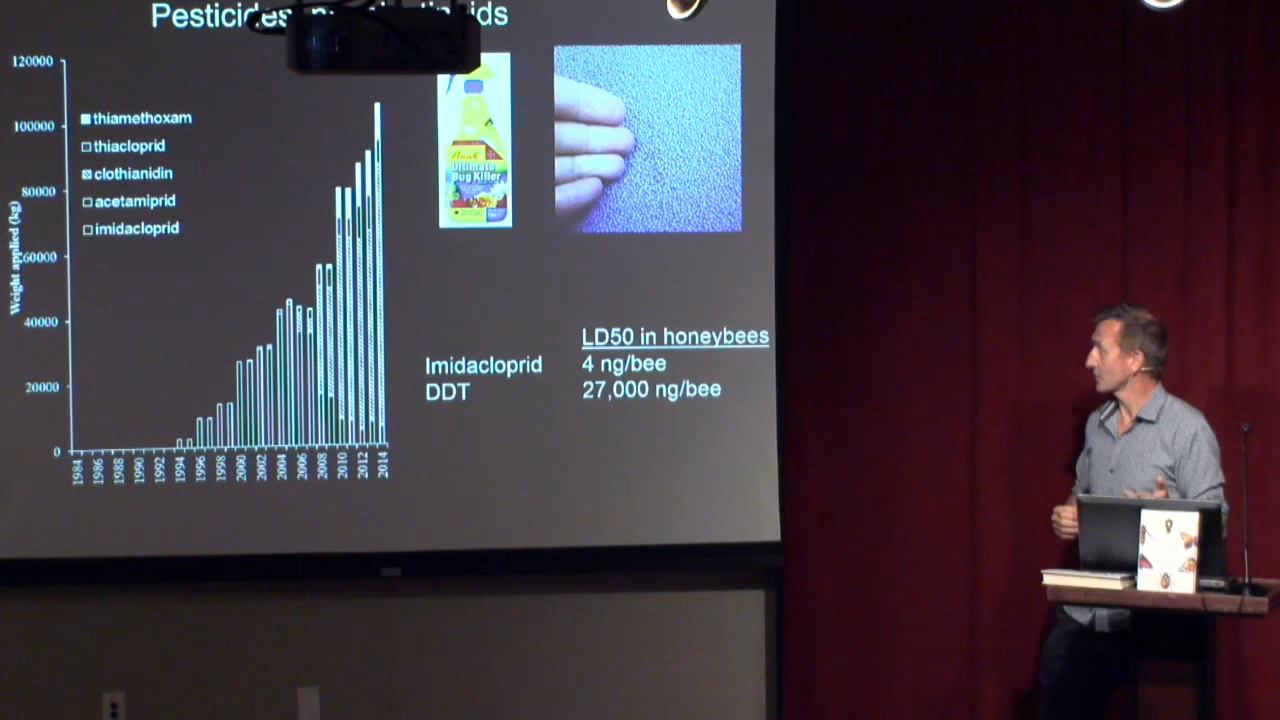 Pesticides
120000
100000
80000
60000
40000
20000
0
Weight applied (kg)
thiamethoxam
thiacloprid
clothianidin
acetamiprid
imidacloprid
1984
1986
1988
1990
1992
1994
1996
1998
2000
2002
2004
2006
2008
2010
2012
2014
Ultimate
Bug Killer
LD50 in honeybees
Imidacloprid 4 ng/bee
DDT 27,000 ng/bee